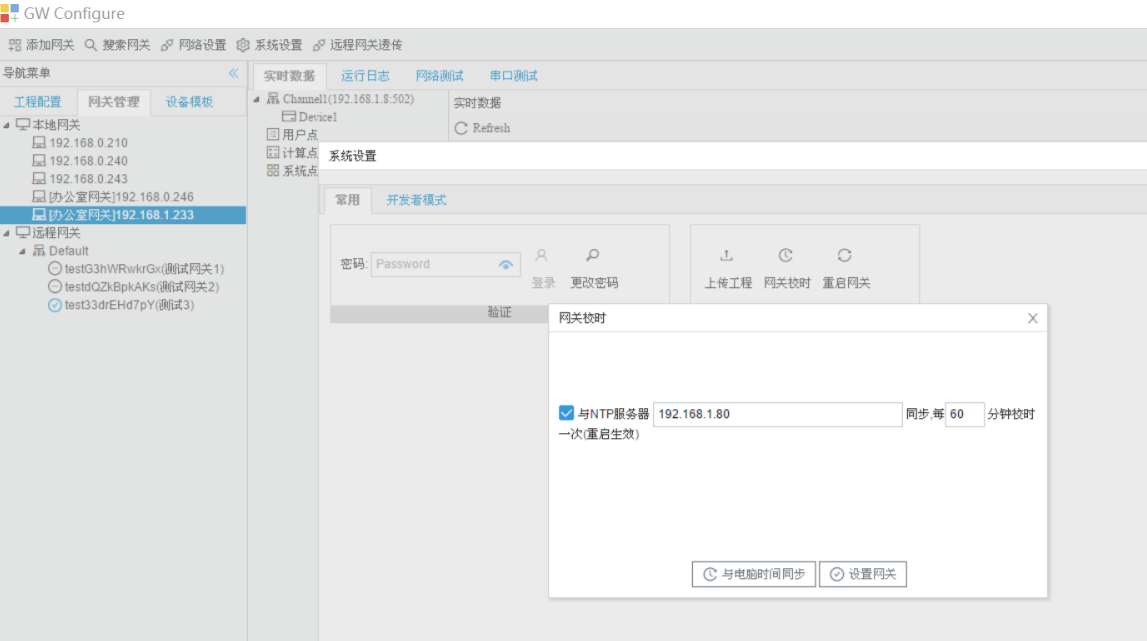 GW Configure
添加网关 搜索网关 网络设置 系统设置 远程网关透传
导航菜单
工程配置 网关管理 设备模板
本地网关
192.168.0.210
192.168.0.240
192.168.0.243
[办公室网关]192.168.0.246
[办公室网关]192.168.1.233
远程网关
Default
testG3hWRwkrGx(测试网关1)
testdQZkBpkAKs(测试网关2)
test33drEHd7pY(测试3)
实时数据 运行日志 网络测试 串口测试
Channel1(192.168.1.8:502)
Device1
用户点
计算点
系统点
实时数据
Refresh
系统设置
常用 开发者模式
密码: Password
登录 更改密码
验证
上传工程 网关校时 重启网关
网关校时
与NTP服务器 192.168.1.80 同步,每 60 分钟校时
一次(重启生效)
与电脑时间同步 设置网关